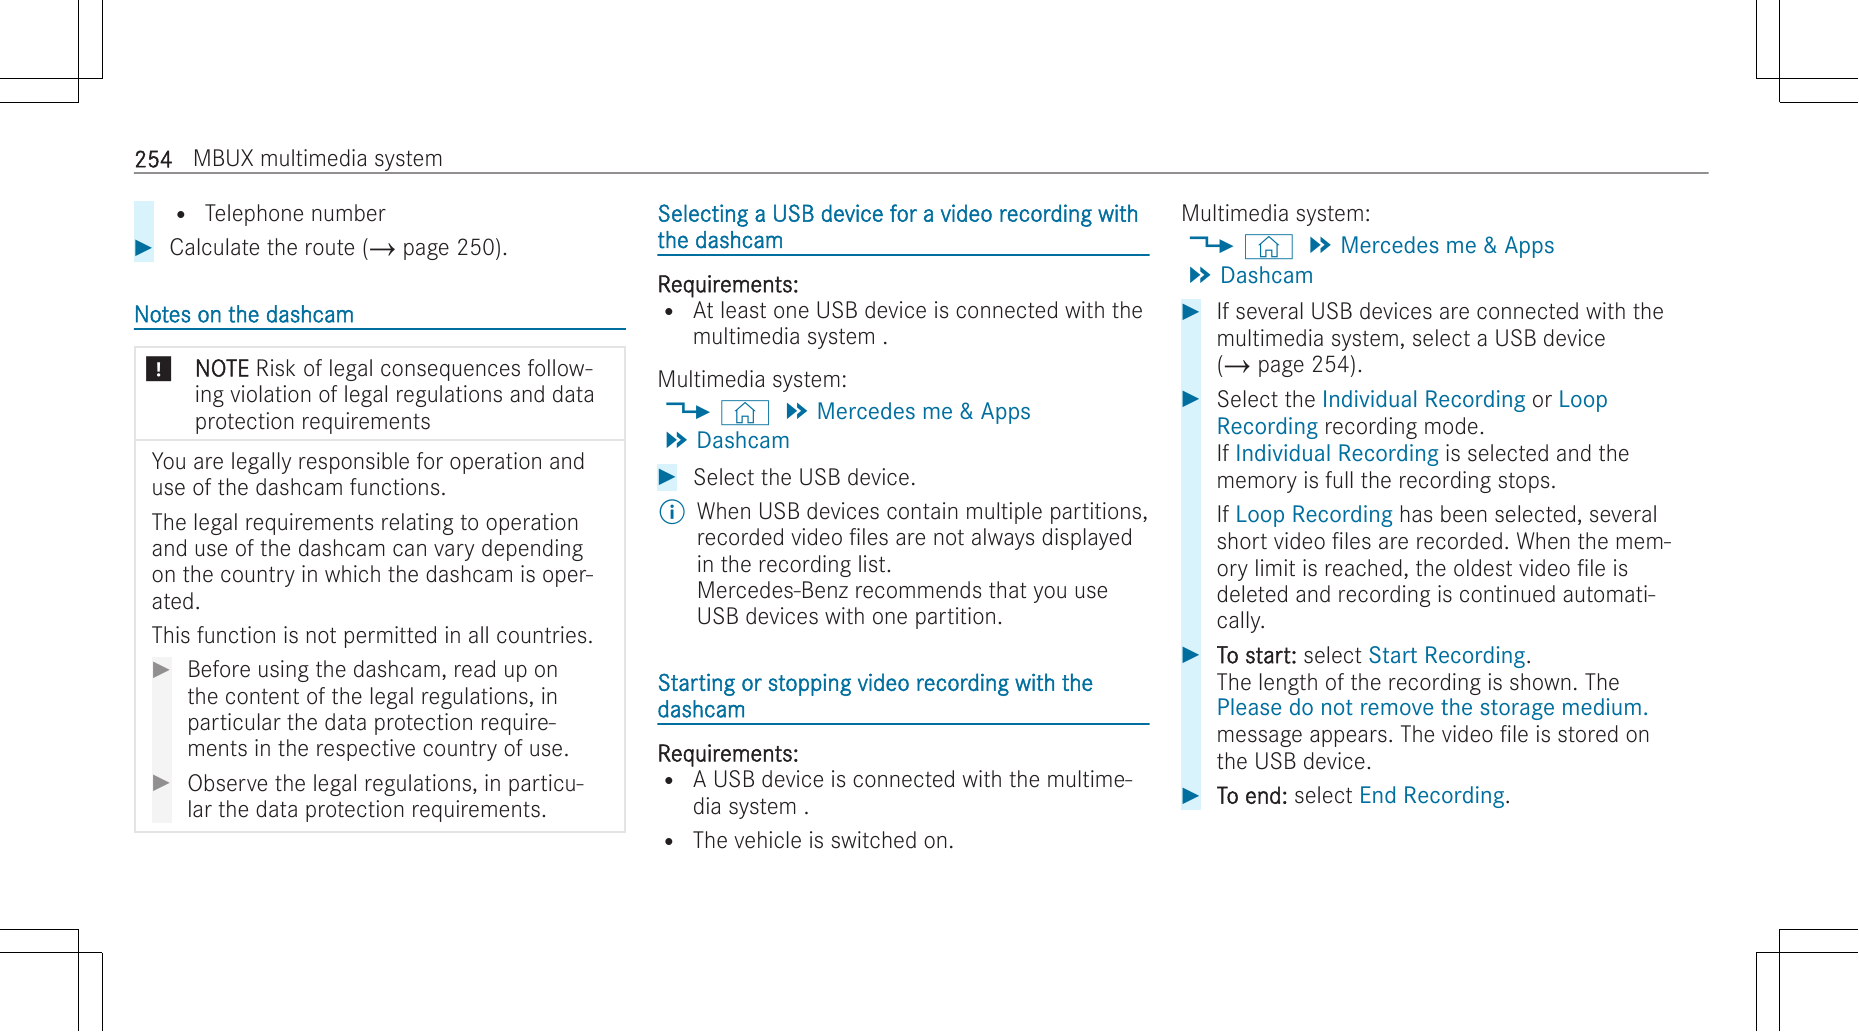 254 MBUX multimedia system
• Telephone number
▶ Calculate the route (→ page 250).
Notes on the dashcam
! NOTE Risk of legal consequences follow-
ing violation of legal regulations and data
protection requirements
You are legally responsible for operation and
use of the dashcam functions.
The legal requirements relating to operation
and use of the dashcam can vary depending
on the country in which the dashcam is oper-
ated.
This function is not permitted in all countries.
▶ Before using the dashcam, read up on
the content of the legal regulations, in
particular the data protection require-
ments in the respective country of use.
▶ Observe the legal regulations, in particu-
lar the data protection requirements.
Selecting a USB device for a video recording with
the dashcam
Requirements:
• At least one USB device is connected with the
multimedia system .
Multimedia system:
Mercedes me & Apps
Dashcam
▶ Select the USB device.
i When USB devices contain multiple partitions,
recorded video files are not always displayed
in the recording list.
Mercedes-Benz recommends that you use
USB devices with one partition.
Starting or stopping video recording with the
dashcam
Requirements:
• A USB device is connected with the multime-
dia system .
• The vehicle is switched on.
Multimedia system:
Mercedes me & Apps
Dashcam
▶ If several USB devices are connected with the
multimedia system, select a USB device
(→ page 254).
▶ Select the Individual Recording or Loop
Recording recording mode.
If Individual Recording is selected and the
memory is full the recording stops.
If Loop Recording has been selected, several
short video files are recorded. When the mem-
ory limit is reached, the oldest video file is
deleted and recording is continued automati-
cally.
▶ To start: select Start Recording.
The length of the recording is shown. The
Please do not remove the storage medium.
message appears. The video file is stored on
the USB device.
▶ To end: select End Recording.